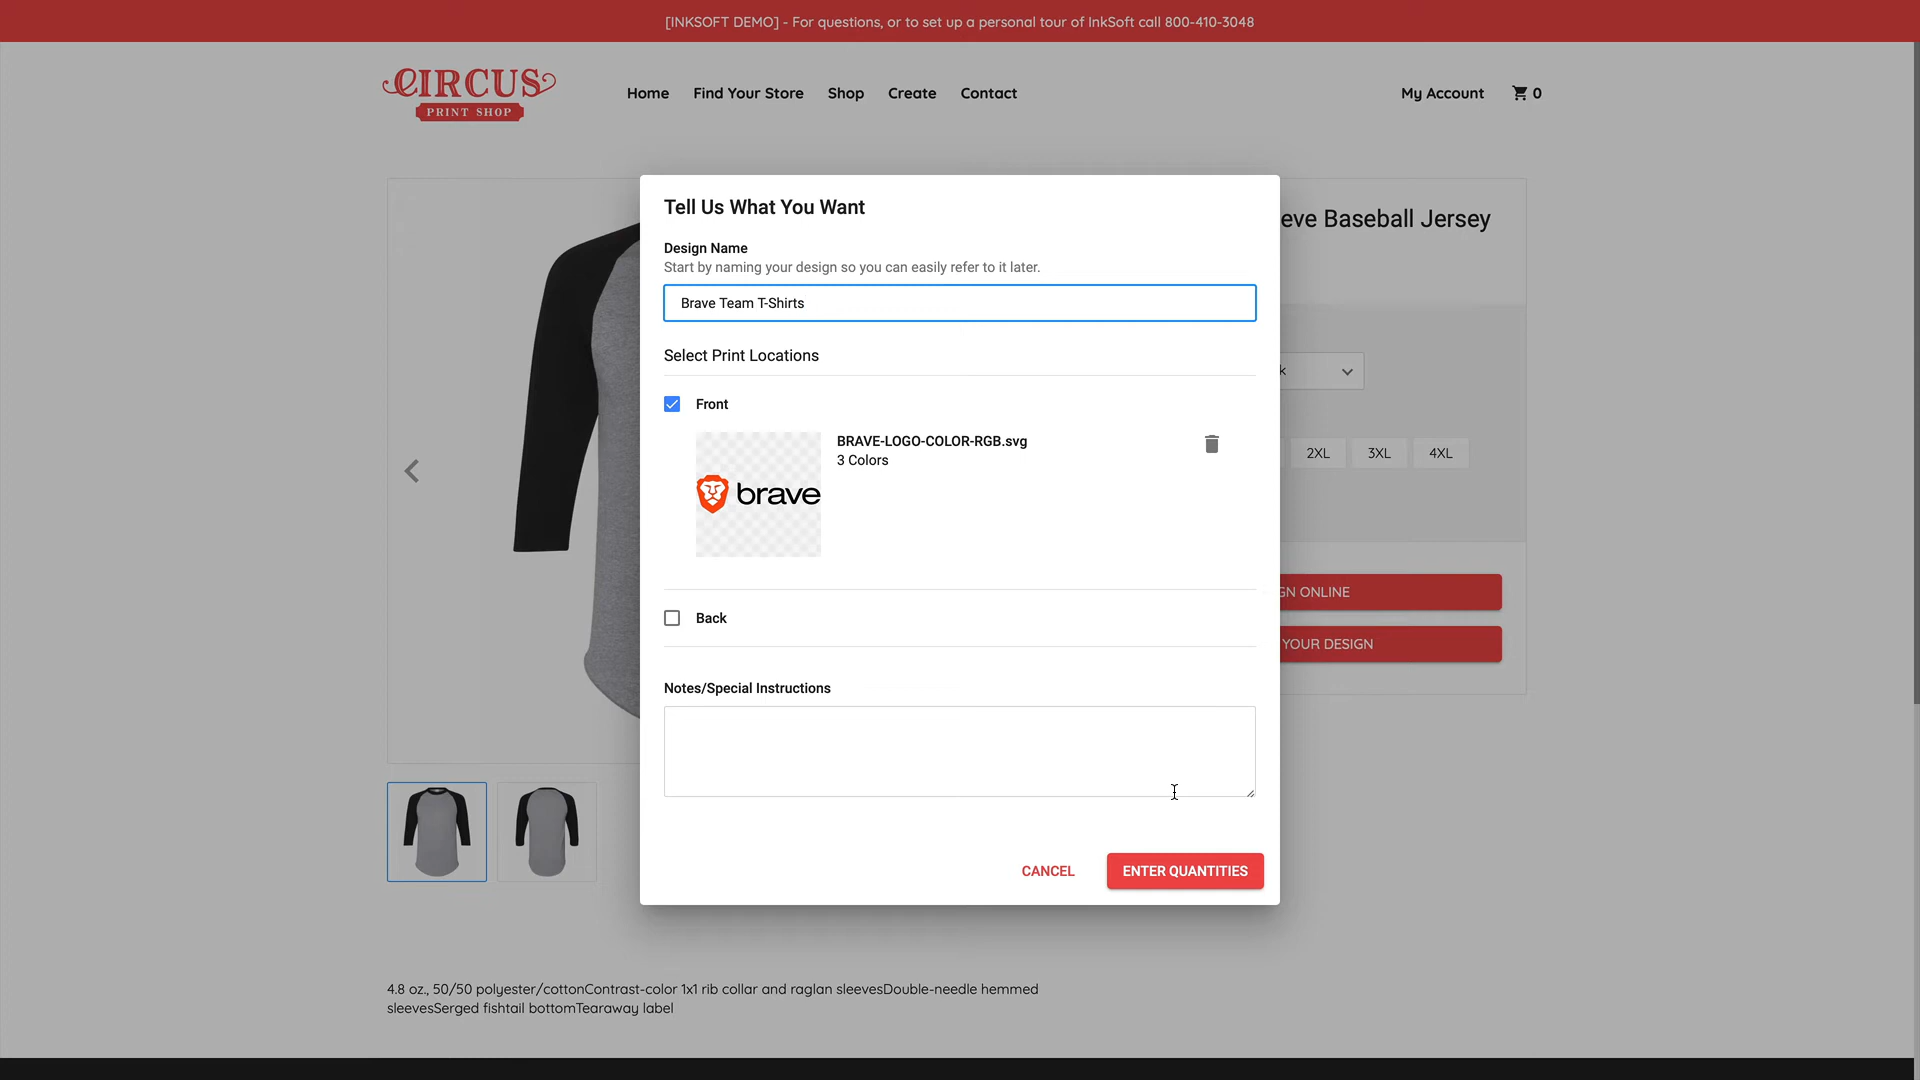 [INKSOFT DEMO] - For questions, or to set up a personal tour of InkSoft call 800-410-3048
CIRCUS
PRINT SHOP
Home Find Your Store Shop Create Contact
My Account 0
eve Baseball Jersey
Tell Us What You Want
Design Name
Start by naming your design so you can easily refer to it later.
Brave Team T-Shirts
Select Print Locations
Front
BRAVE-LOGO-COLOR-RGB.svg
3 Colors
brave
Back
Notes/Special Instructions
CANCEL
ENTER QUANTITIES
k
2XL 3XL 4XL
GN ONLINE
YOUR DESIGN
4.8 oz., 50/50 polyester/cottonContrast-color 1x1 rib collar and raglan sleevesDouble-needle hemmed
sleevesSerged fishtail bottomTearaway label